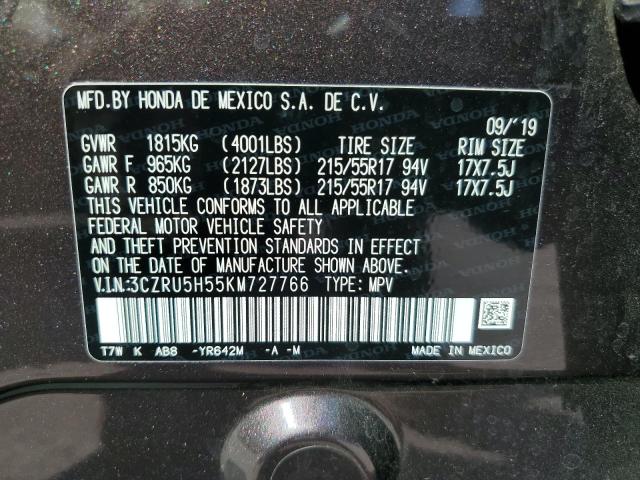 MFD.BY HONDA DE MEXICO S.A. DE C.V.
09/'19
GVWR 1815KG (4001LBS) TIRE SIZE RIM SIZE
GAWR F 965KG (2127LBS) 215/55R17 94V 17X7.5J
GAWR R 850KG (1873LBS) 215/55R17 94V 17X7.5J
THIS VEHICLE CONFORMS TO ALL APPLICABLE
FEDERAL MOTOR VEHICLE SAFETY
AND THEFT PREVENTION STANDARDS IN EFFECT
ON THE DATE OF MANUFACTURE SHOWN ABOVE.
V.I.N:3CZRU5H55KM727766 TYPE: MPV
T7W K AB8 -YR642M -A -M MADE IN MEXICO